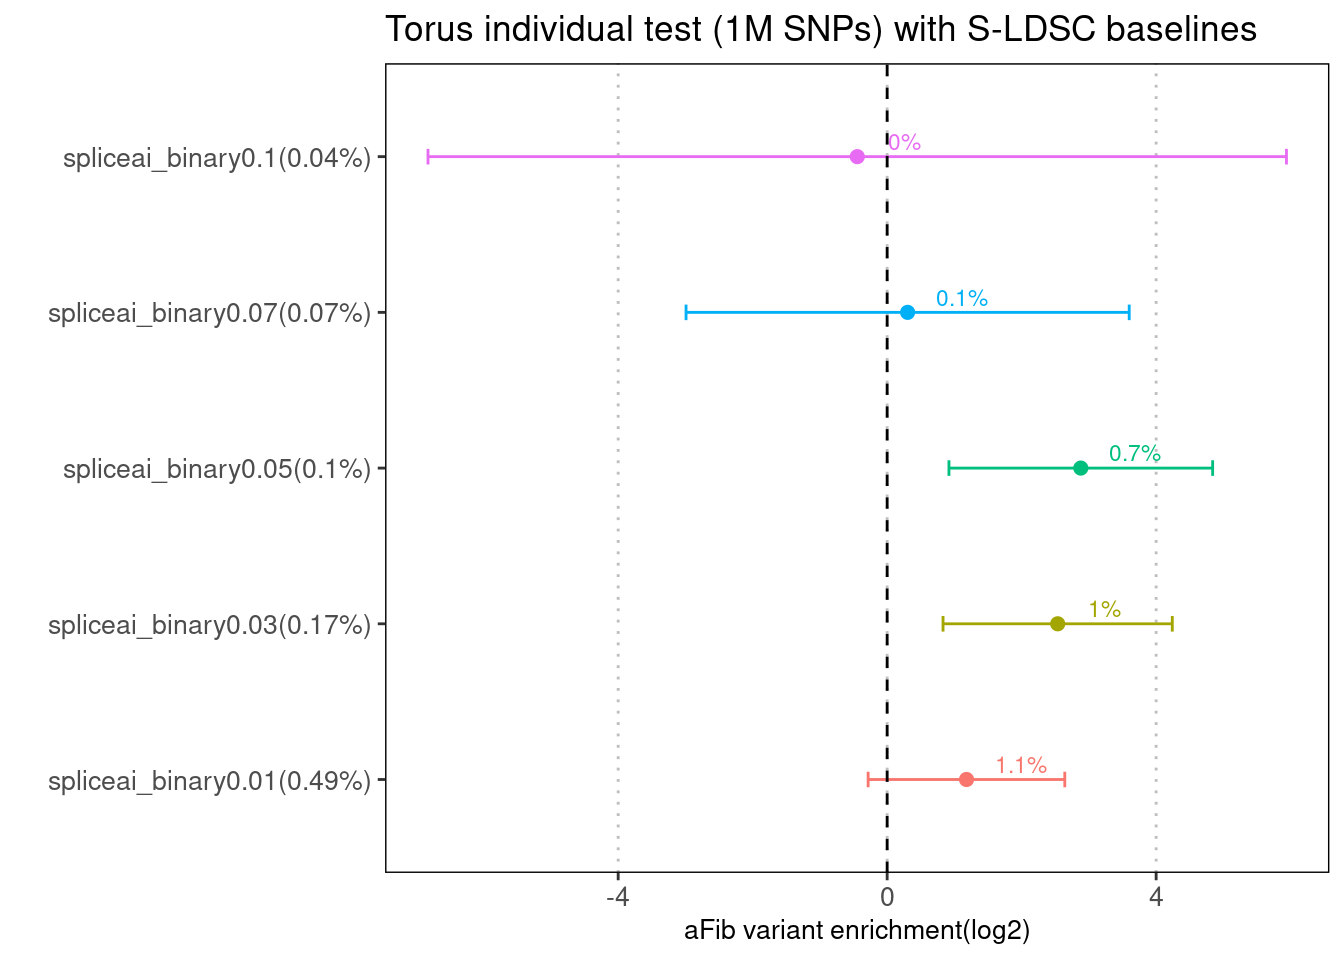 Torus individual test (1M SNPs) with S-LDSC baselines
spliceai_binary0.1(0.04%)
0%
spliceai_binary0.07(0.07%)
0.1%
spliceai_binary0.05(0.1%)
0.7%
spliceai_binary0.03(0.17%)
1%
spliceai_binary0.01(0.49%)
1.1%
-4 0 4
aFib variant enrichment(log2)